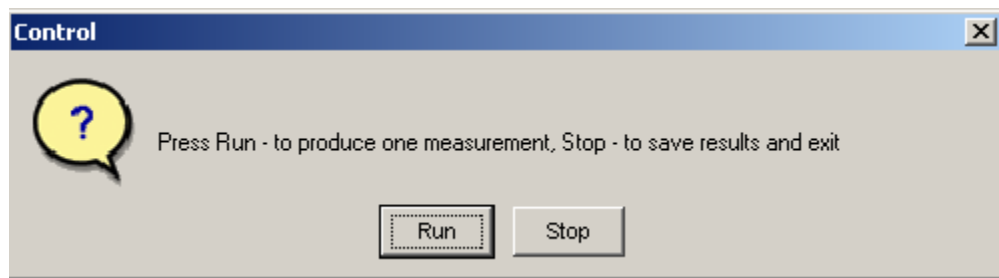 Control
?
Press Run - to produce one measurement, Stop - to save results and exit
Run Stop